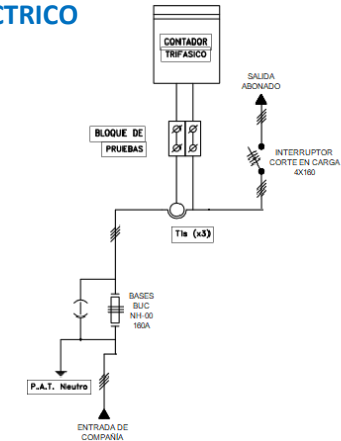 CTRICO
CONTADOR
TRIFASICO
SALIDA
ABONADO
BLOQUE DE
PRUEBAS
INTERRUPTOR
CORTE EN CARGA
4X160
TIs (x3)
BASES
BUC
NH-00
160A
P.A.T. Neutro
ENTRADA DE
COMPAÑÍA